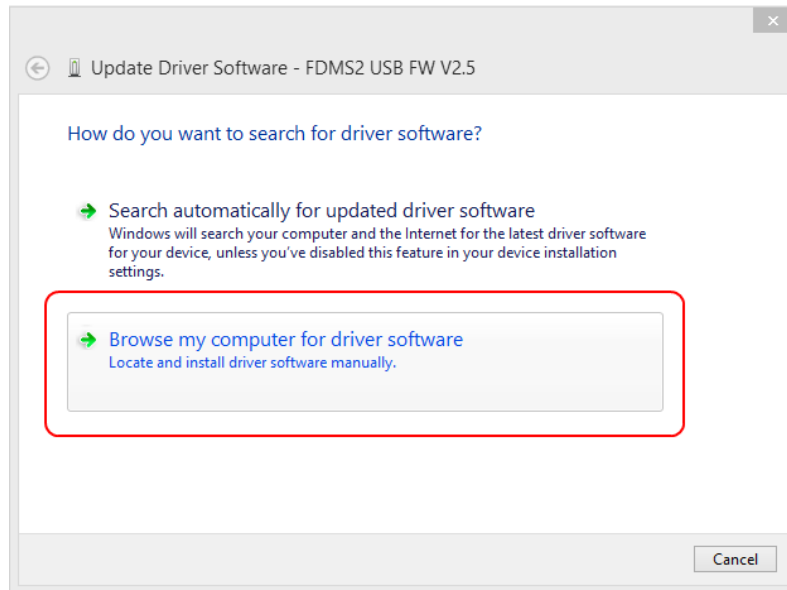 Update Driver Software - FDMS2 USB FW V2.5
How do you want to search for driver software?
Search automatically for updated driver software
Windows will search your computer and the Internet for the latest driver software
for your device, unless you've disabled this feature in your device installation
settings.
Browse my computer for driver software
Locate and install driver software manually.
Cancel